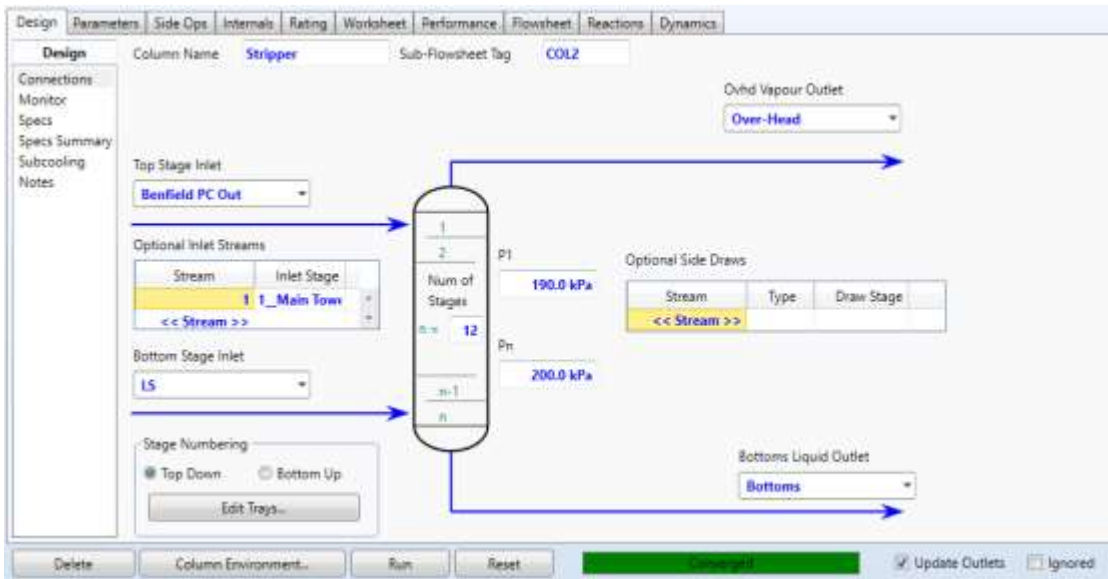 Design Parameters Side Ops Internals Rating Worksheet Performance Flowsheet Reactions Dynamics
Design
Connections
Monitor
Specs
Specs Summary
Subcooling
Notes
Column Name Stripper Sub-Flowsheet Tag COL2
Ovhd Vapour Outlet
Over-Head
Top Stage Inlet
Benfield PC Out
Optional Inlet Streams
Stream Inlet Stage
1 1__Main Tow
<< Stream >>
Bottom Stage Inlet
LS
Stage Numbering
Top Down Bottom Up
Edit Trays...
1
2
Num of
Stages
12
n-1
n
P1
190.0 kPa
Pn
200.0 kPa
Optional Side Draws
Stream Type Draw Stage
<< Stream >>
Bottoms Liquid Outlet
Bottoms
Delete Column Environment... Run Reset Converged Update Outlets Ignored